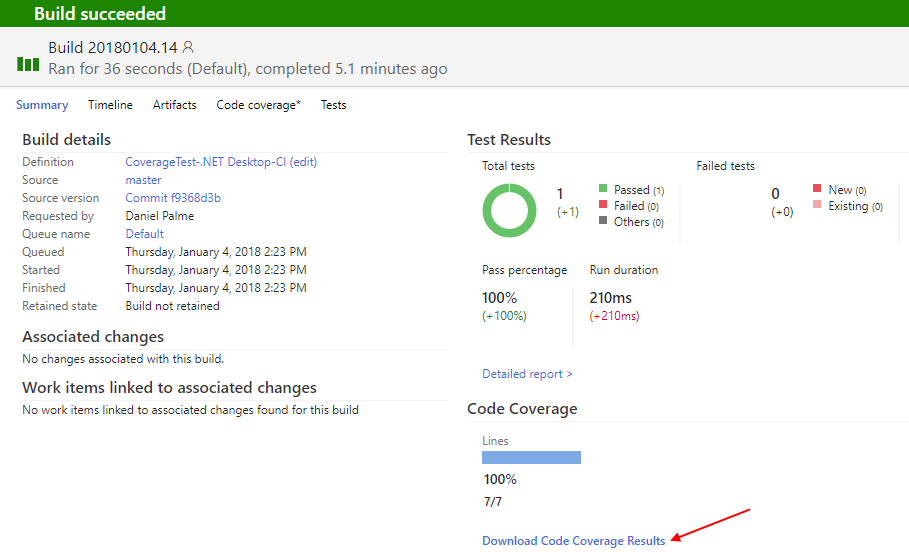 Build succeeded
Build 20180104.14
Ran for 36 seconds (Default), completed 5.1 minutes ago
Summary Timeline Artifacts Code coverage* Tests
Build details
Definition CoverageTest-.NET Desktop-CI (edit)
Source master
Source version Commit f9368d3b
Requested by Daniel Palme
Queue name Default
Queued Thursday, January 4, 2018 2:23 PM
Started Thursday, January 4, 2018 2:23 PM
Finished Thursday, January 4, 2018 2:23 PM
Retained state Build not retained
Associated changes
No changes associated with this build.
Work items linked to associated changes
No work items linked to associated changes found for this build
Test Results
Total tests
1
(+1)
Passed (1)
Failed (0)
Others (0)
Failed tests
0
(+0)
New (0)
Existing (0)
Pass percentage
100%
(+100%)
Run duration
210ms
(+210ms)
Detailed report >
Code Coverage
Lines
100%
7/7
Download Code Coverage Results